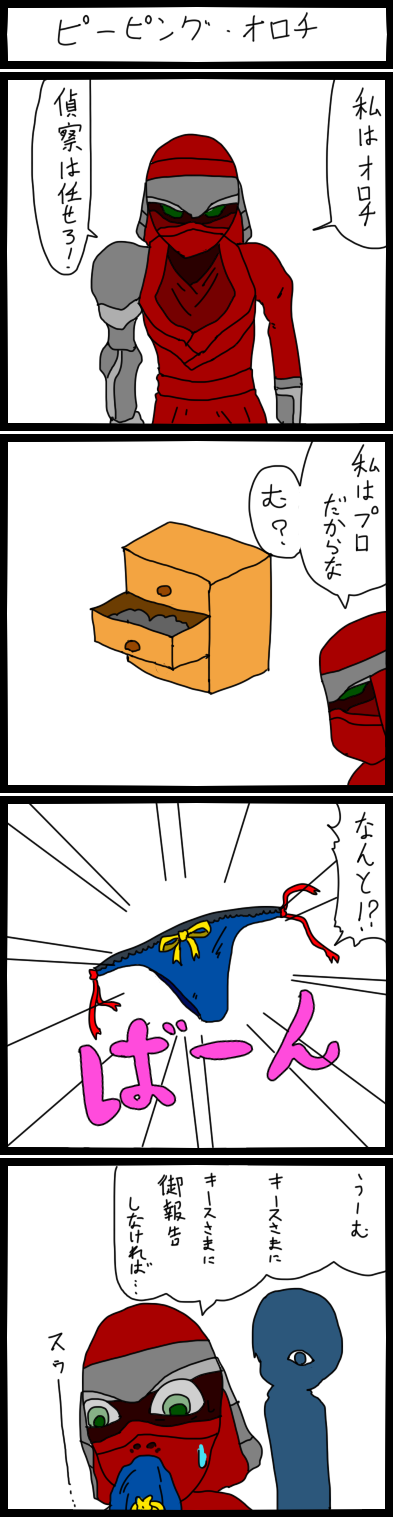 ピーピング・オロチ
私はオロチ
偵察は任せろ！
私はプロ
だからな
む？
なんと!?
ばーん
うーむ
キースさまに
キースさまに
御報告
しなければ…
スゥー……